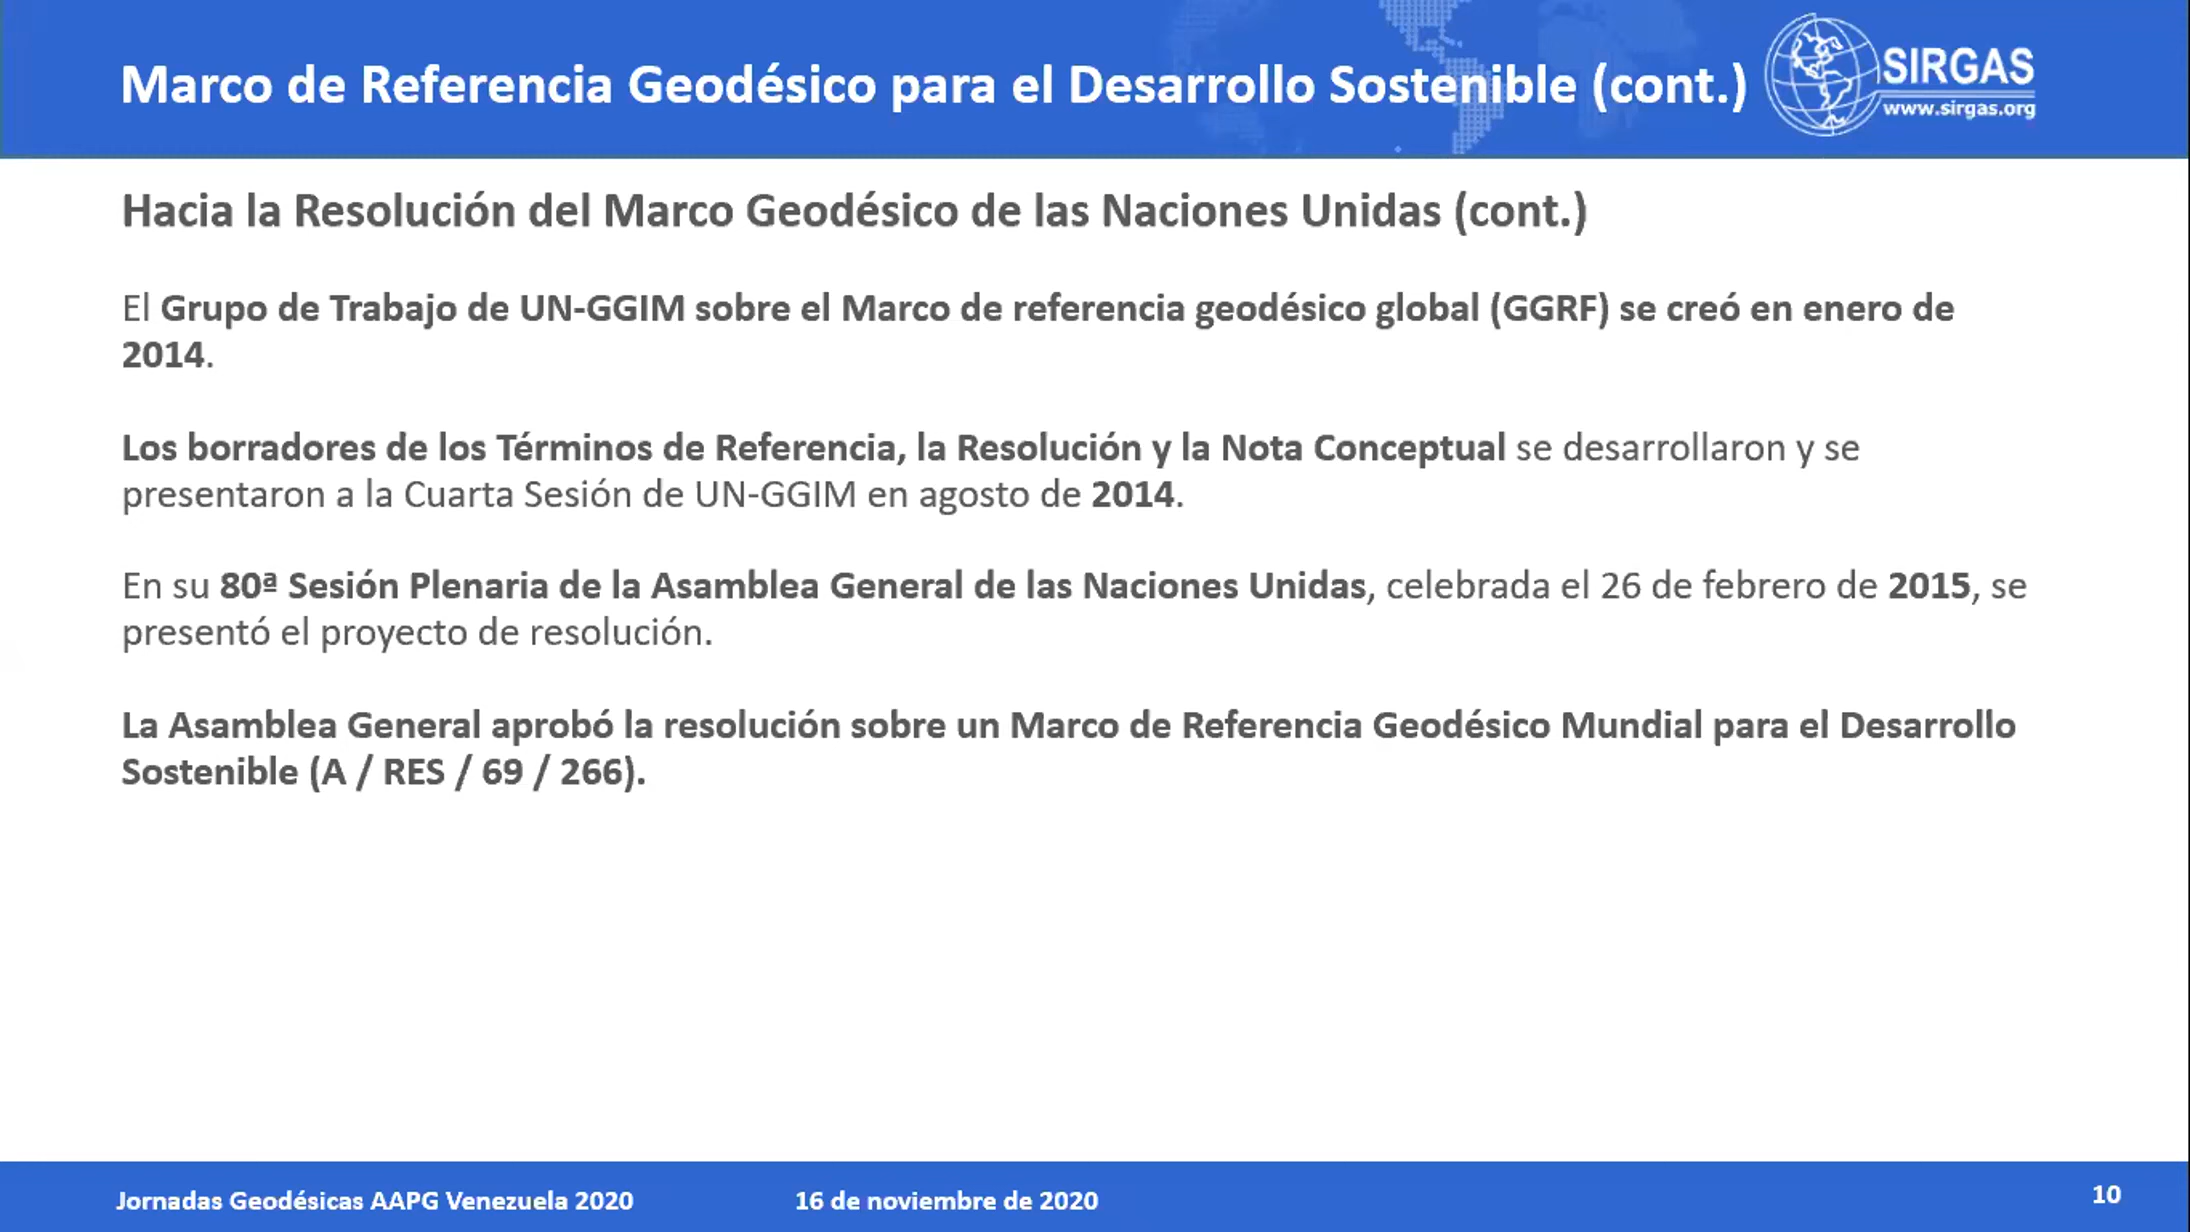 Marco de Referencia Geodésico para el Desarrollo Sostenible (cont.)
SIRGAS
www.sirgas.org
Hacia la Resolución del Marco Geodésico de las Naciones Unidas (cont.)
El Grupo de Trabajo de UN-GGIM sobre el Marco de referencia geodésico global (GGRF) se creó en enero de
2014.
Los borradores de los Términos de Referencia, la Resolución y la Nota Conceptual se desarrollaron y se
presentaron a la Cuarta Sesión de UN-GGIM en agosto de 2014.
En su 80ª Sesión Plenaria de la Asamblea General de las Naciones Unidas, celebrada el 26 de febrero de 2015, se
presentó el proyecto de resolución.
La Asamblea General aprobó la resolución sobre un Marco de Referencia Geodésico Mundial para el Desarrollo
Sostenible (A / RES / 69 / 266).
Jornadas Geodésicas AAPG Venezuela 2020
16 de noviembre de 2020
10